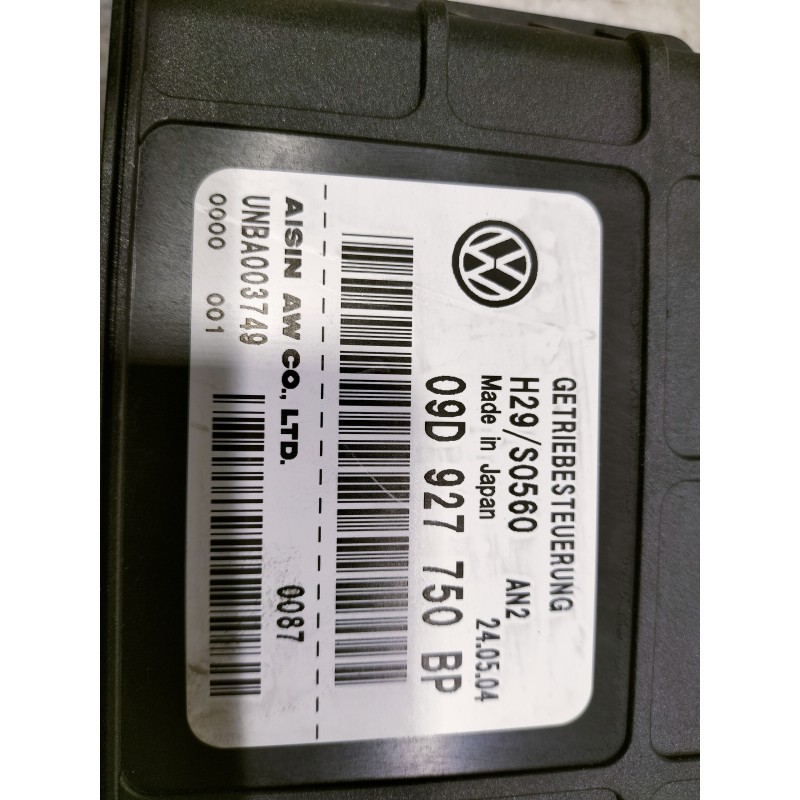 GETRIEBESTEUERUNG
H29/S0560 AN2
Made in Japan 24.05.04
09D 927 750 BP
AISIN AW CO., LTD. 0087
UNBA003749
0000 001